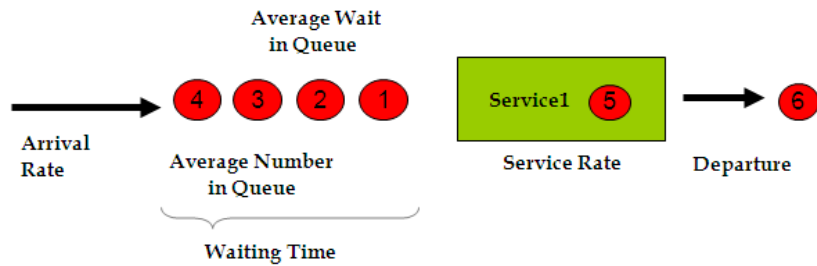 Average Wait
in Queue
4 3 2 1
Service1 5
6
Arrival
Rate
Average Number
in Queue
Service Rate
Departure
Waiting Time